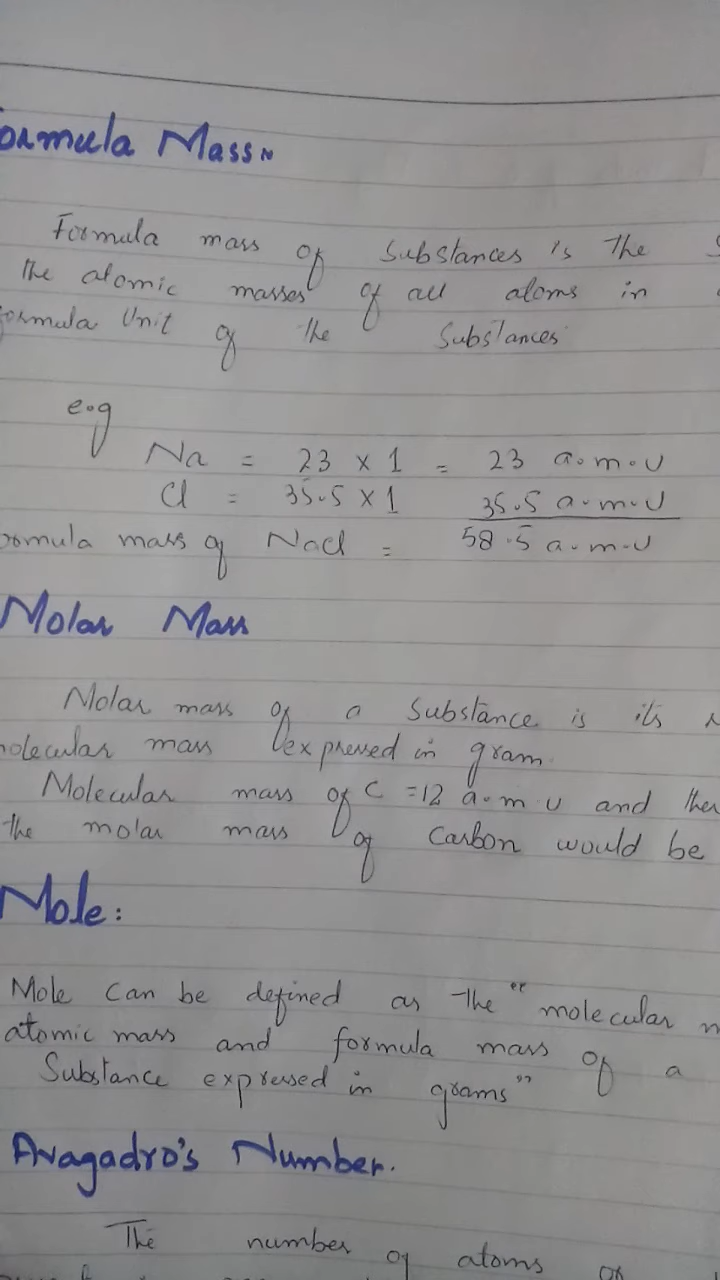 ormula Mass
Formula mass of Substances is the
the atomic masses of all atoms in
formula Unit of the Substances
e.g
Na = 23 x 1 = 23 a.m.u
Cl = 35.5 x 1 35.5 a.m.u
ormula mass of Nacl = 58.5 a.m.u
Molar Mass
Molar mass of a Substance is its
molecular mass expressed in gram.
Molecular mass of C = 12 a.m.u and ther
the molar mass of Carbon would be
Mole:
Mole can be defined as the "molecular m
atomic mass and formula mass of a
Substance expressed in grams"
Avagadro's Number.
The number of atoms or